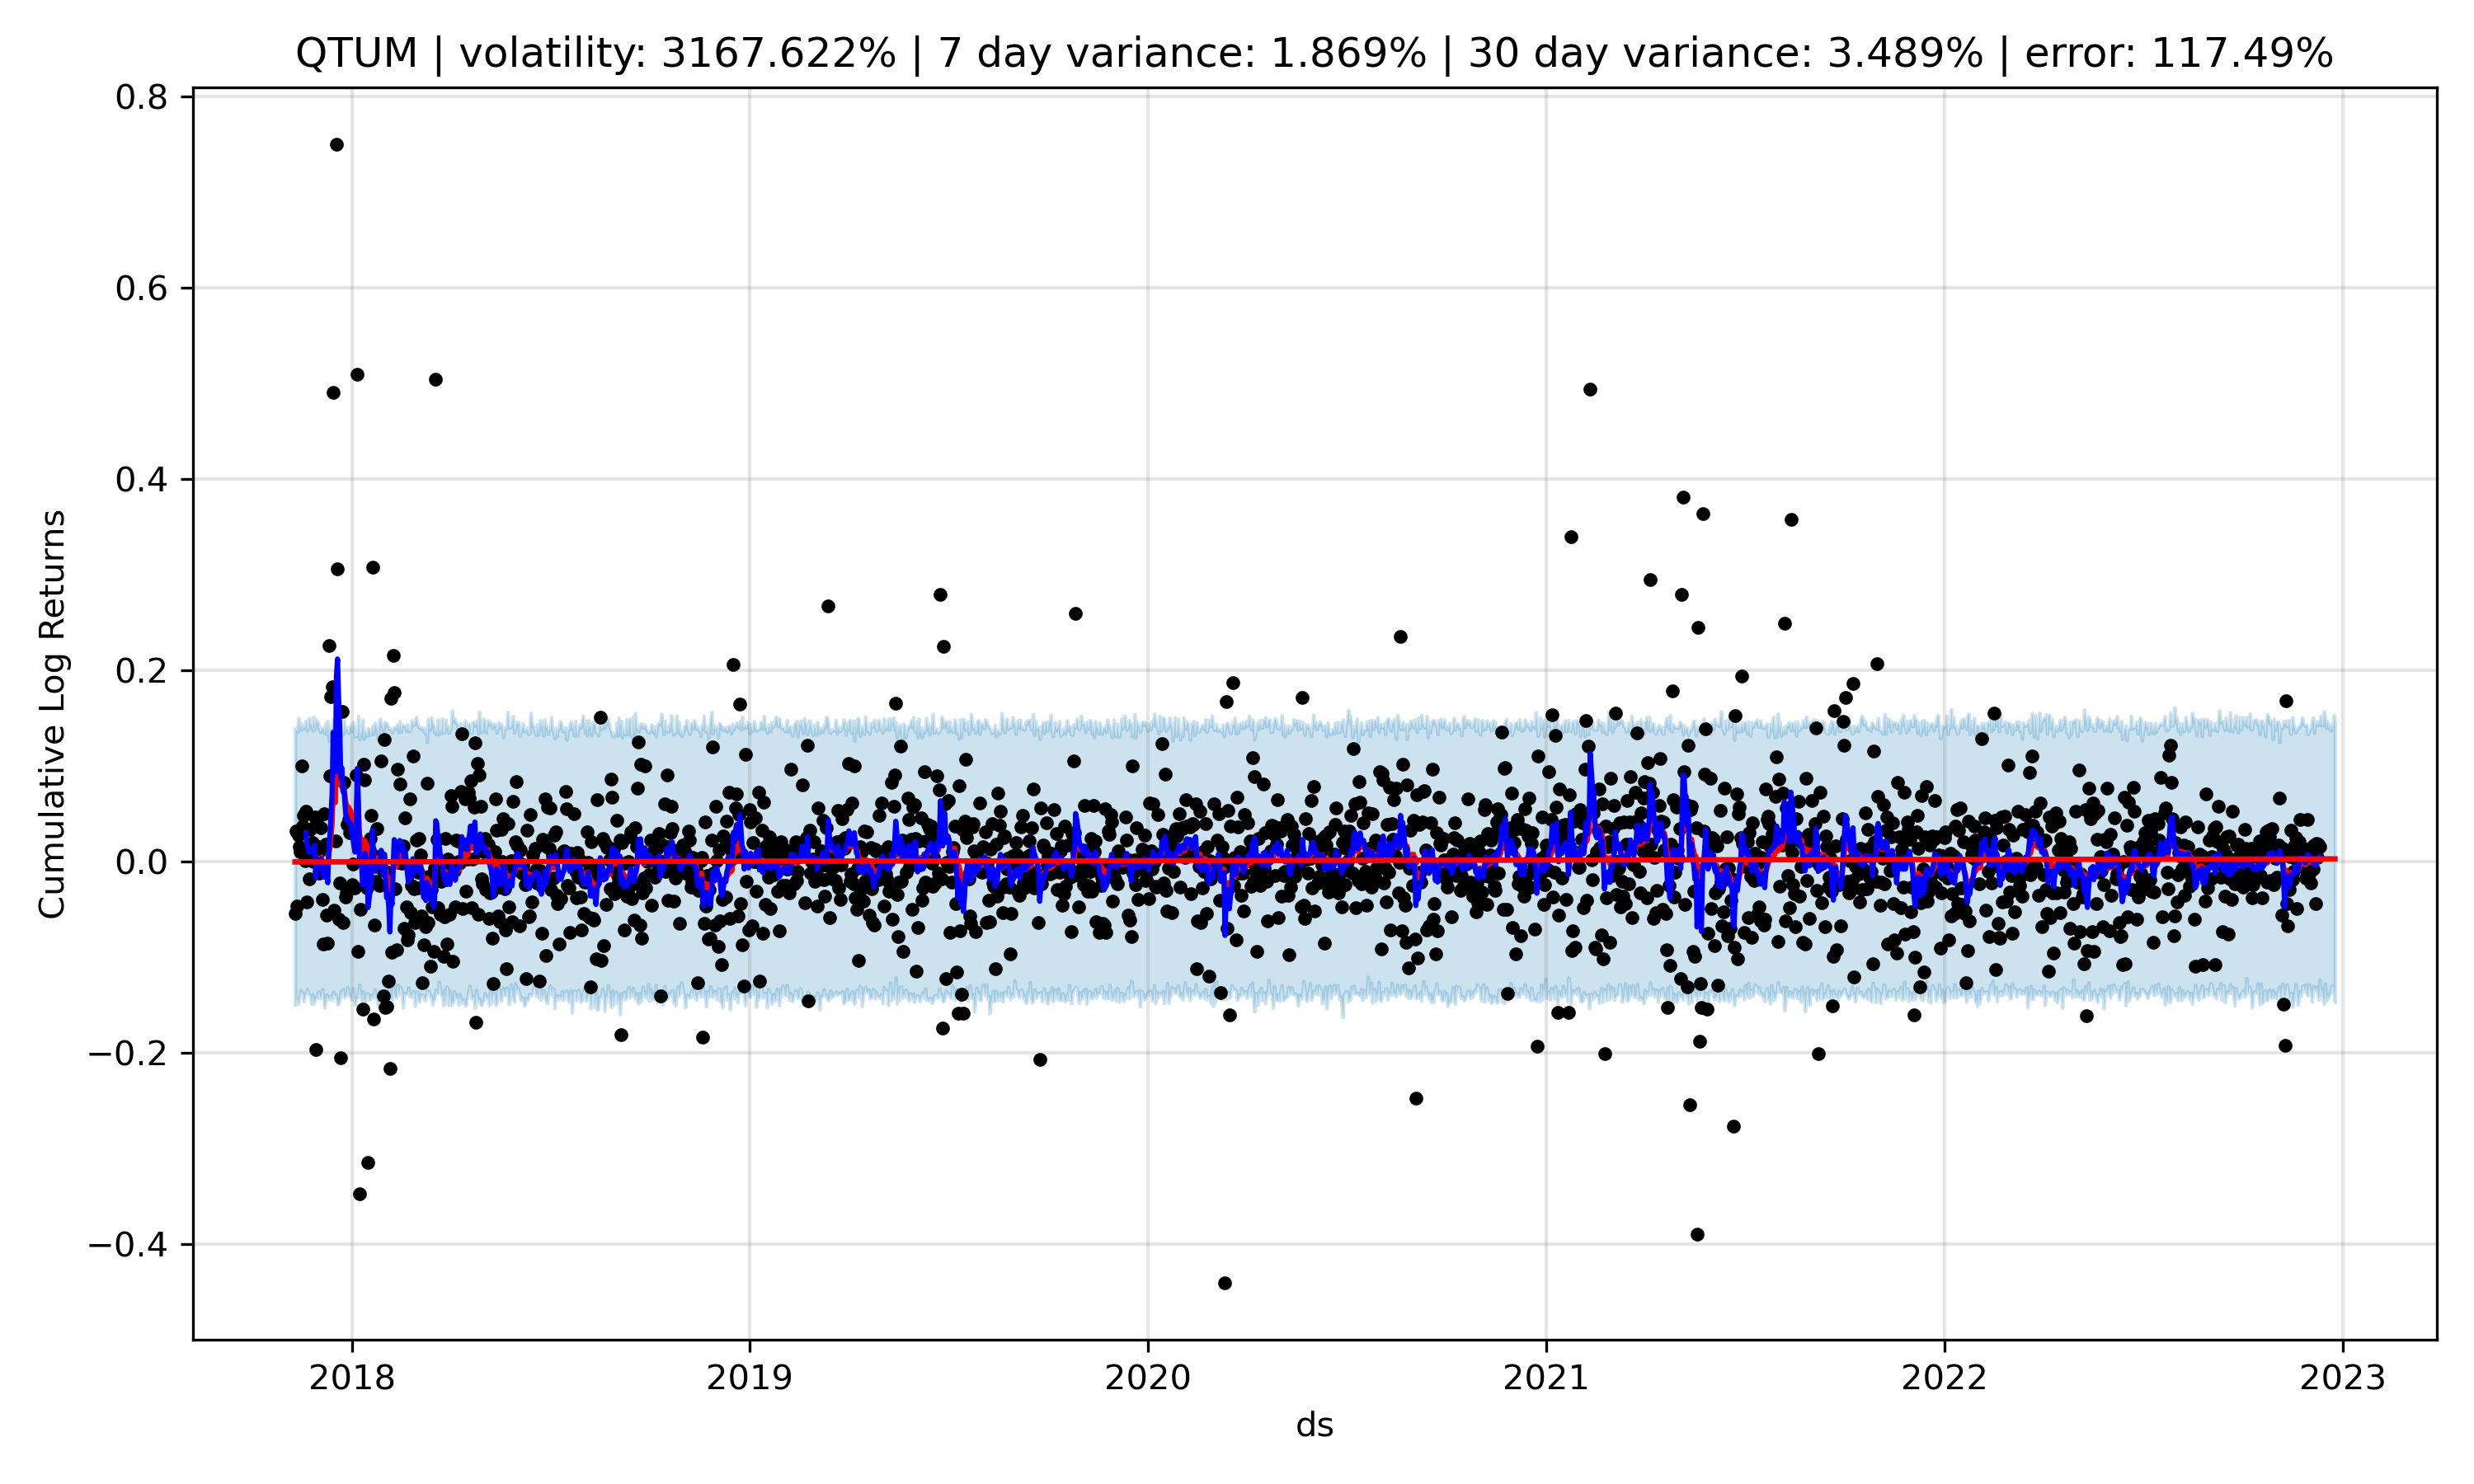 QTUM | volatility: 3167.622% | 7 day variance: 1.869% | 30 day variance: 3.489% | error: 117.49%
0.8
0.6
0.4
0.2
0.0
−0.2
−0.4
Cumulative Log Returns
2018 2019 2020 2021 2022 2023
ds